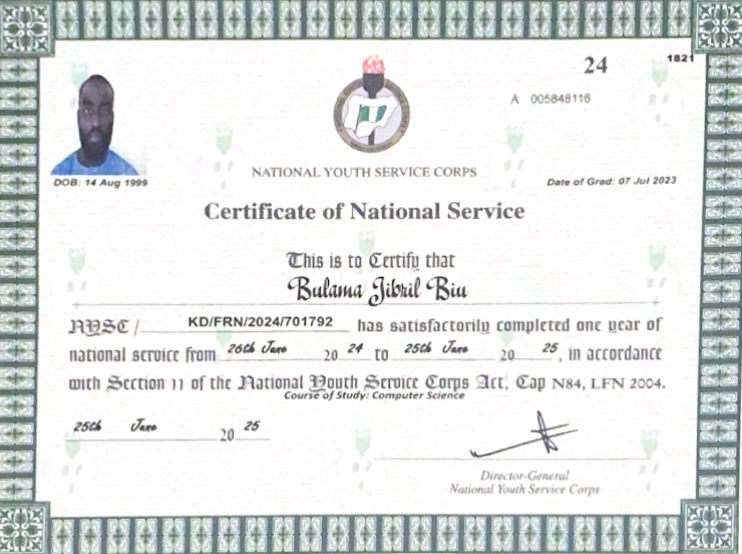 24
1821
A 005848116
NATIONAL YOUTH SERVICE CORPS
DOB: 14 Aug 1999
Date of Grad: 07 Jul 2023
Certificate of National Service
This is to Certify that
Bulama Jibril Biu
NYSC / KD/FRN/2024/701792 has satisfactorily completed one year of
national service from 26th June 20 24 to 25th June 20 25, in accordance
with Section 11 of the National Youth Service Corps Act, Cap N84, LFN 2004.
Course of Study: Computer Science
25th June 20 25
Director-General
National Youth Service Corps